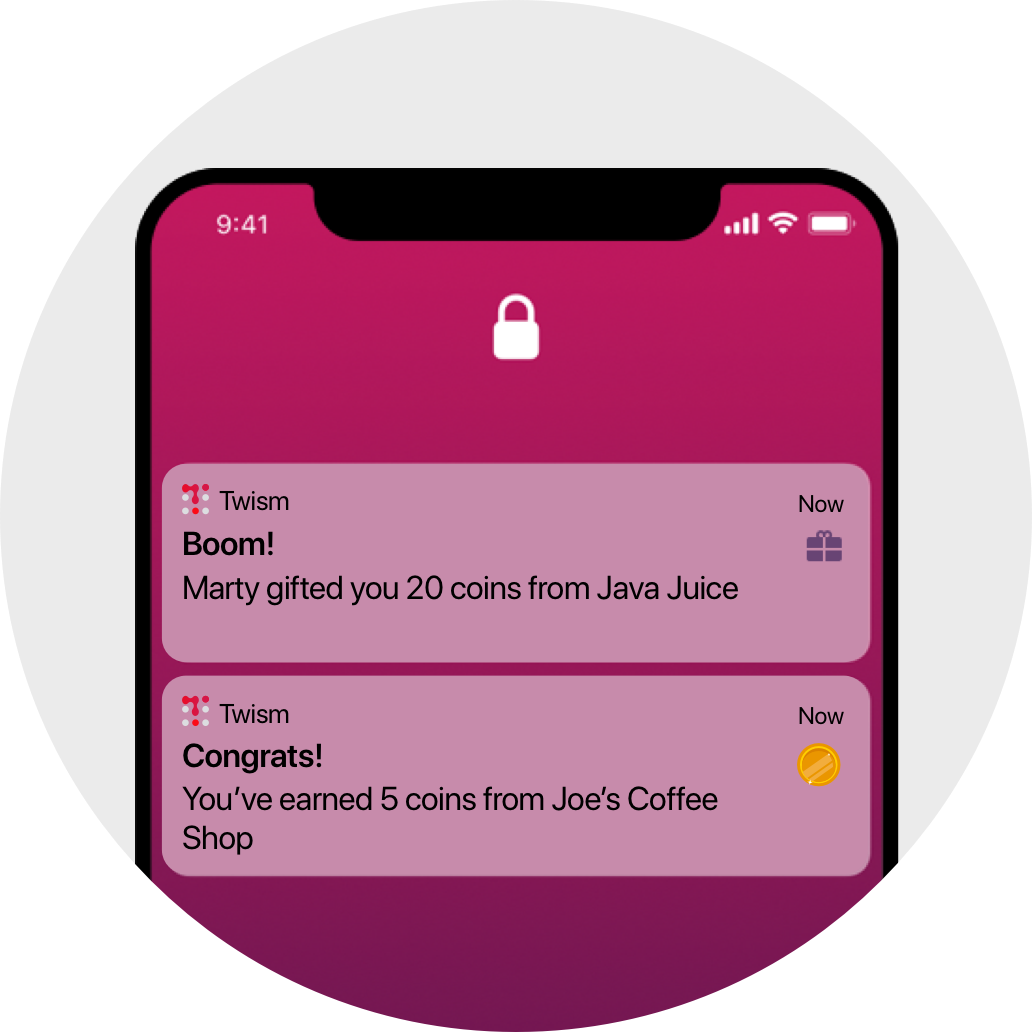 9:41
Twism
Now
Boom!
Marty gifted you 20 coins from Java Juice
Twism
Now
Congrats!
You’ve earned 5 coins from Joe’s Coffee
Shop